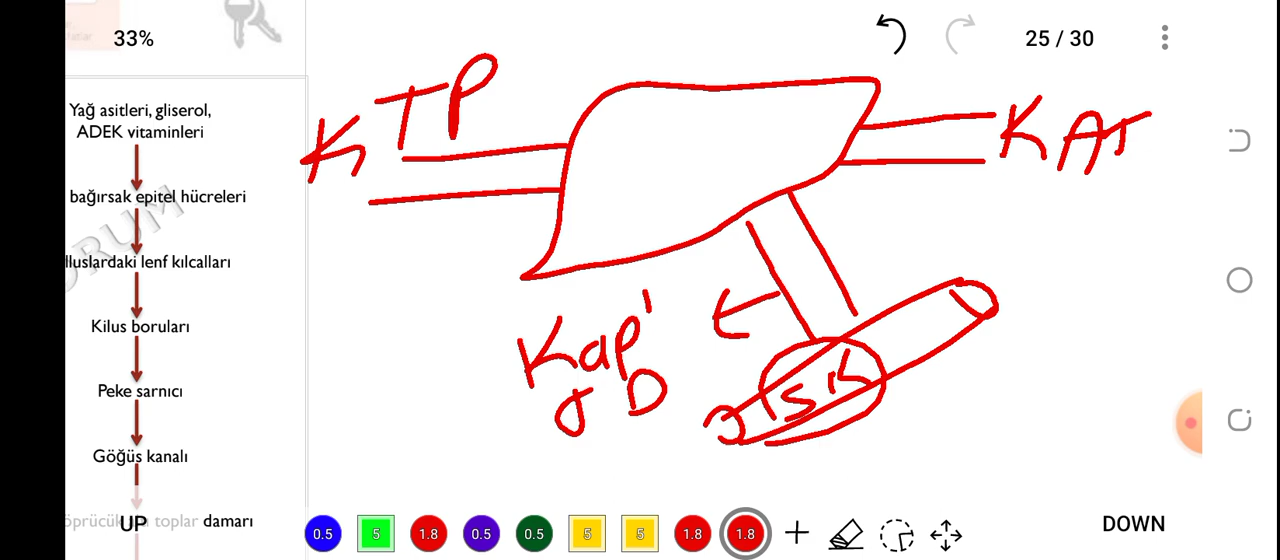 33%
25 / 30
Yağ asitleri, gliserol,
ADEK vitaminleri
bağırsak epitel hücreleri
lluslardaki lenf kılcalları
Kilus boruları
Peke sarnıcı
Göğüs kanalı
toplar damarı
UP
DOWN
ORUM
KTP
KAT
Kapı
D
0.5
5
1.8
0.5
0.5
5
5
1.8
1.8